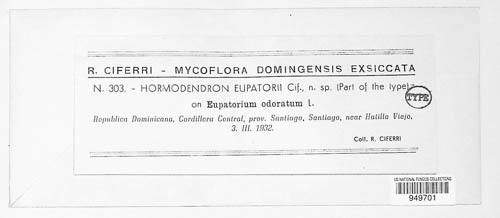 R. CIFERRI - MYCOFLORA DOMINGENSIS EXSICCATA
N. 303. - HORMODENDRON EUPATORII Cif., n. sp. (Part of the type) -
TYPE
on Eupatorium odoratum L.
Republica Dominicana, Cordillera Central, prov. Santiago, Santiago, near Hatillo Viejo,
3. III. 1932.
Coll. R. CIFERRI
US NATIONAL FUNGUS COLLECTIONS
949701